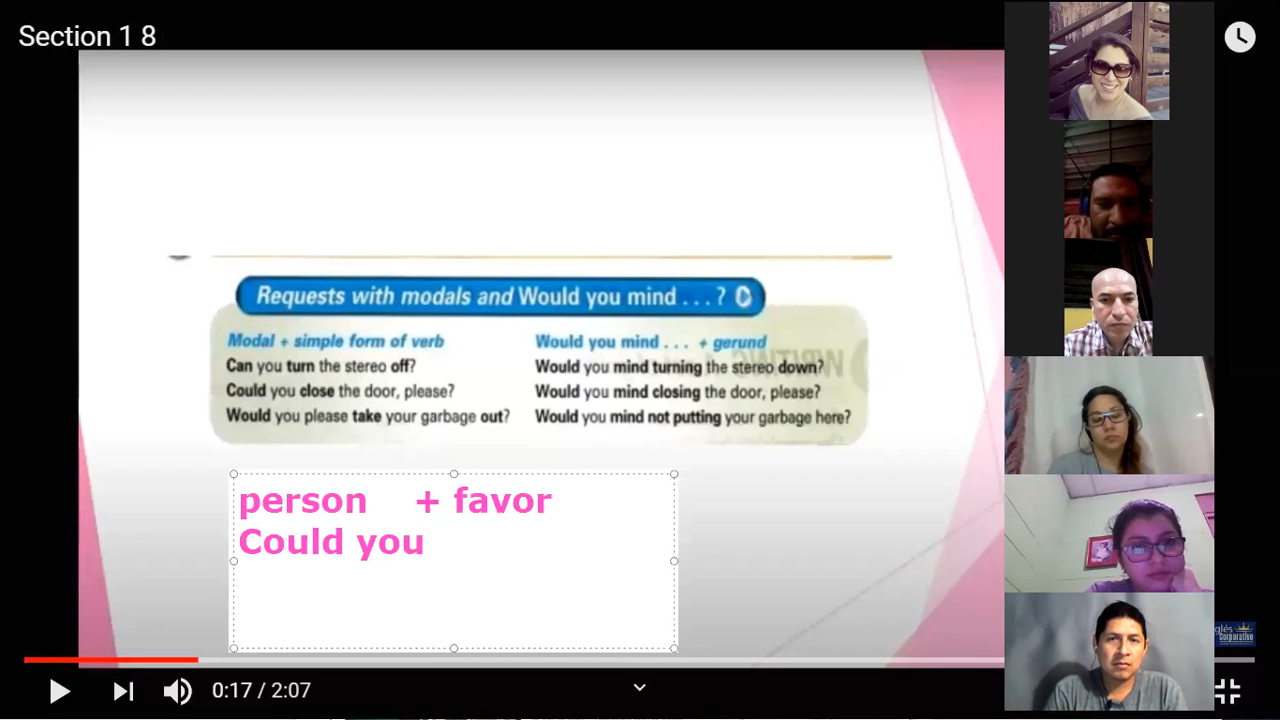 Section 1 8
Requests with modals and Would you mind . . . ?
Modal + simple form of verb
Can you turn the stereo off?
Could you close the door, please?
Would you please take your garbage out?
Would you mind . . . + gerund
Would you mind turning the stereo down?
Would you mind closing the door, please?
Would you mind not putting your garbage here?
person + favor
Could you
0:17 / 2:07